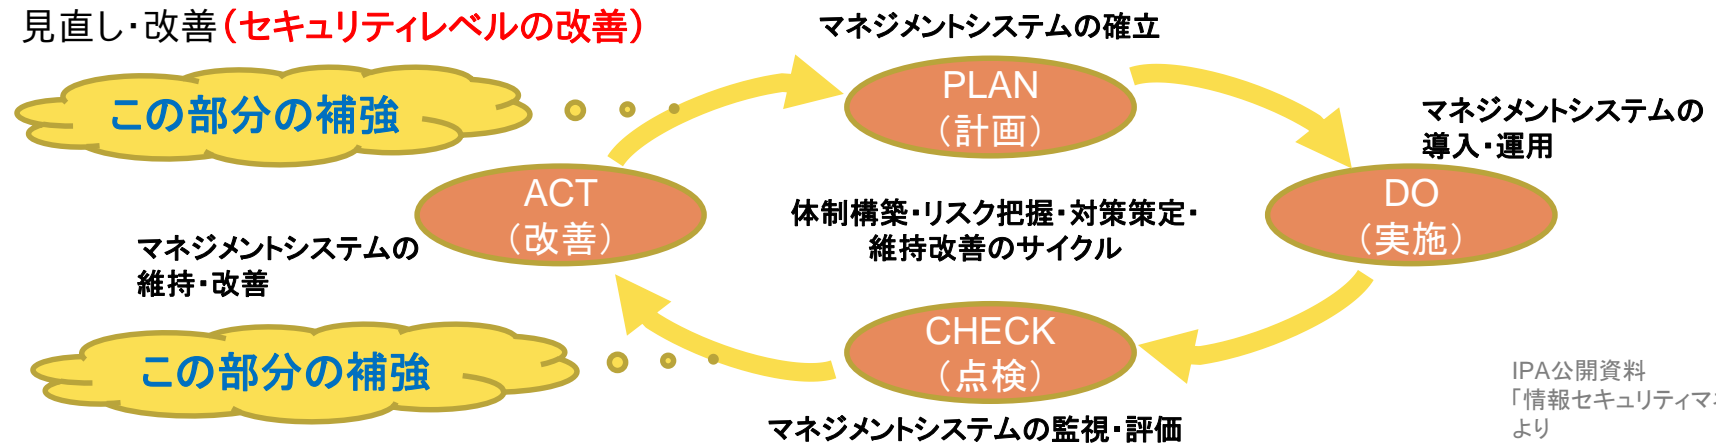 見直し・改善(セキュリティレベルの改善)
マネジメントシステムの確立
この部分の補強
PLAN
(計画)
マネジメントシステムの
導入・運用
ACT
(改善)
体制構築・リスク把握・対策策定・
維持改善のサイクル
DO
(実施)
マネジメントシステムの
維持・改善
この部分の補強
CHECK
(点検)
マネジメントシステムの監視・評価
IPA公開資料
「情報セキュリティマネ
より